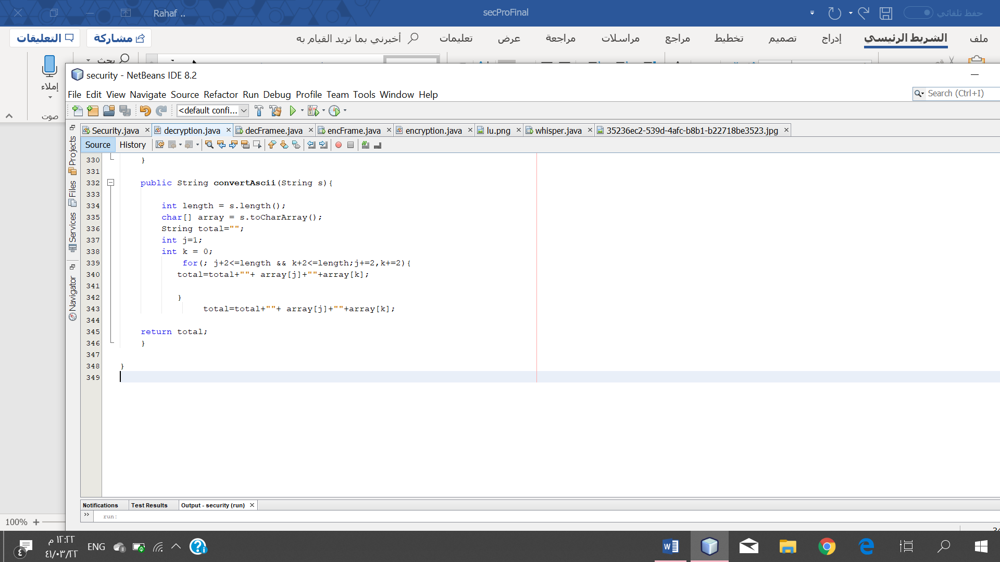 Rahaf ..
secProFinal
حفظ تلقائي
ملف
الشريط الرئيسي
إدراج
تصميم
تخطيط
مراجع
مراسلات
مراجعة
عرض
تعليمات
أخبرني بما تريد القيام به
مشاركة
التعليقات
بحث
إملاء
صوت
security - NetBeans IDE 8.2
File Edit View Navigate Source Refactor Run Debug Profile Team Tools Window Help
Search (Ctrl+I)
<default confi...
Security.java
decryption.java
decFramee.java
encFrame.java
encryption.java
lu.png
whisper.java
35236ec2-539d-4afc-b8b1-b22718be3523.jpg
Source History
Projects
Files
Services
Navigator
330 }
331
332 public String convertAscii(String s){
333
334 int length = s.length();
335 char[] array = s.toCharArray();
336 String total="";
337 int j=1;
338 int k = 0;
339 for(; j+2<=length && k+2<=length;j+=2,k+=2){
340 total=total+""+ array[j]+""+array[k];
341
342 }
343 total=total+""+ array[j]+""+array[k];
344
345 return total;
346 }
347
348 }
349
Notifications
Test Results
Output - security (run)
run:
100%
١٢:٢٢ م
٤١/٠٣/٢٢
ENG
٤